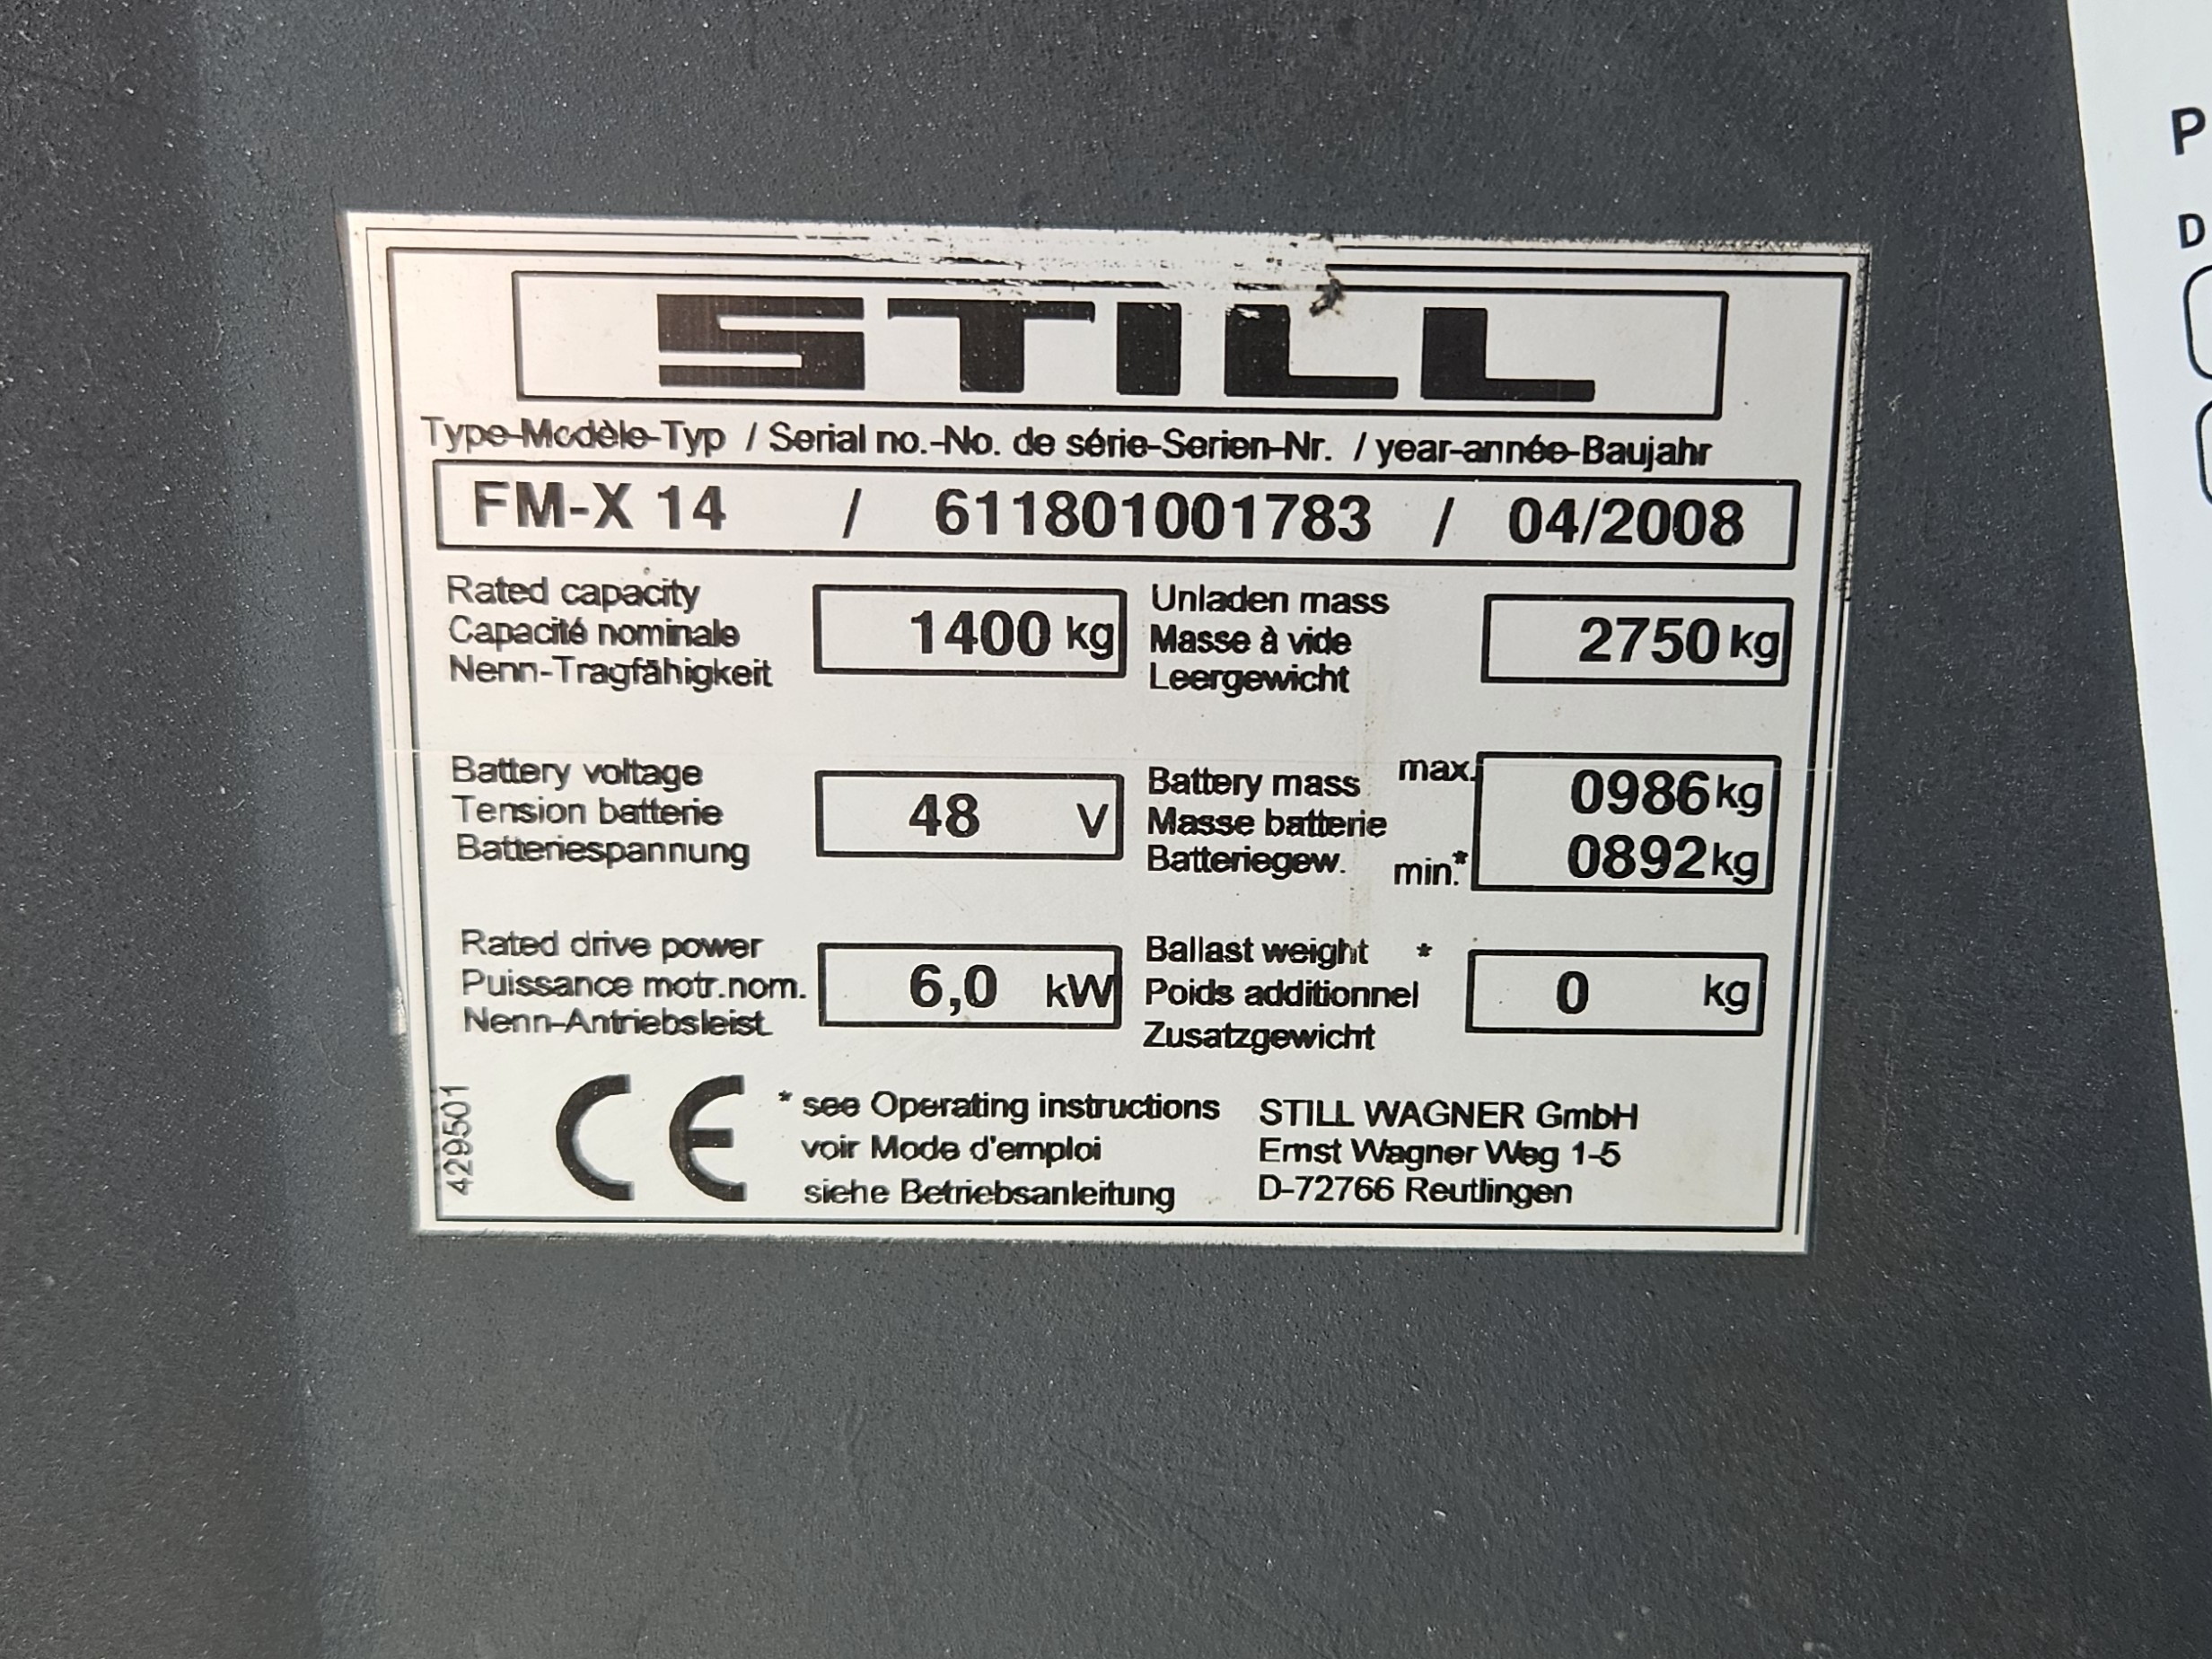 STILL
Type-Modèle-Typ / Serial no.-No. de série-Serien-Nr. / year-année-Baujahr
FM-X 14 / 611801001783 / 04/2008
Rated capacity
Capacité nominale
Nenn-Tragfähigkeit
1400 kg
Unladen mass
Masse à vide
Leergewicht
2750 kg
Battery voltage
Tension batterie
Batteriespannung
48 V
Battery mass
Masse batterie
Batteriegew.
max. 0986 kg
min.* 0892 kg
Rated drive power
Puissance motr.nom.
Nenn-Antriebsleist.
6,0 kW
Ballast weight *
Poids additionnel
Zusatzgewicht
0 kg
429501
CE
* see Operating instructions
voir Mode d'emploi
siehe Betriebsanleitung
STILL WAGNER GmbH
Ernst Wagner Weg 1-5
D-72766 Reutlingen
P
D